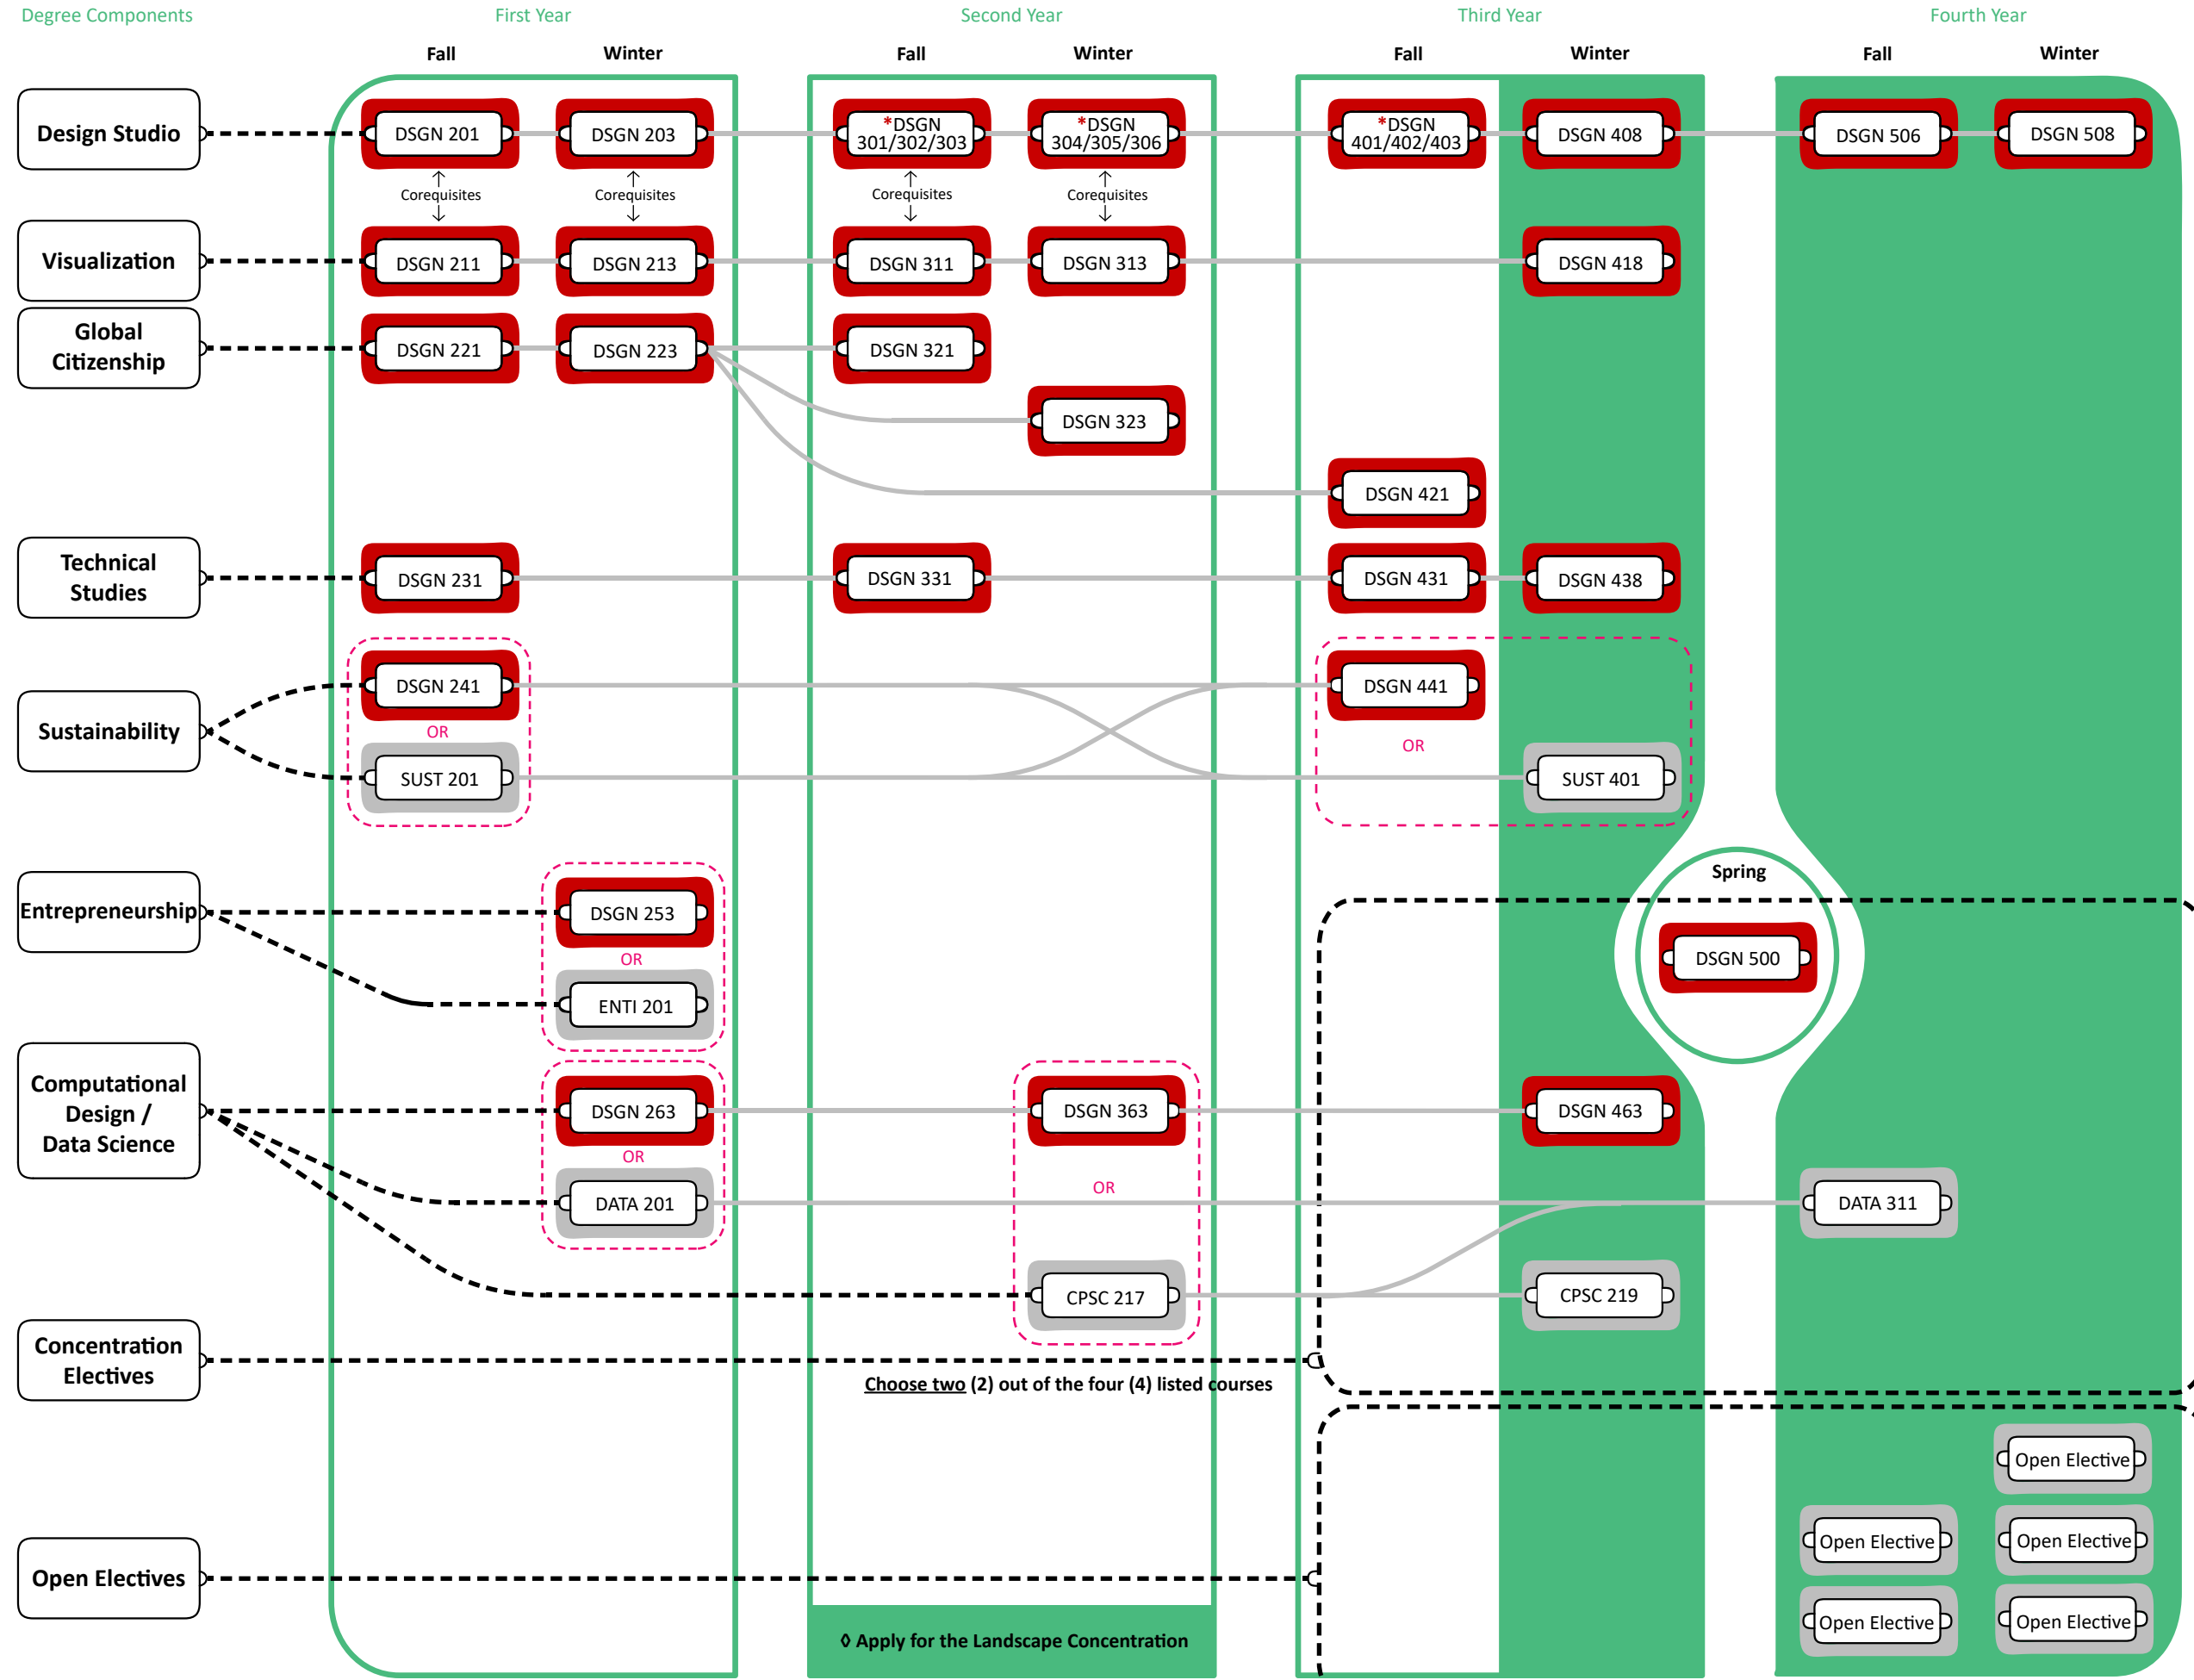 Degree Components
First Year
Second Year
Third Year
Fourth Year
Fall
Winter
Fall
Winter
Fall
Winter
Fall
Winter
Design Studio
DSGN 201
DSGN 203
*DSGN
301/302/303
*DSGN
304/305/306
*DSGN
401/402/403
DSGN 408
DSGN 506
DSGN 508
Corequisites
Corequisites
Corequisites
Corequisites
Visualization
DSGN 211
DSGN 213
DSGN 311
DSGN 313
DSGN 418
Global
Citizenship
DSGN 221
DSGN 223
DSGN 321
DSGN 323
DSGN 421
Technical
Studies
DSGN 231
DSGN 331
DSGN 431
DSGN 438
Sustainability
DSGN 241
OR
SUST 201
DSGN 441
OR
SUST 401
Entrepreneurship
DSGN 253
OR
ENTI 201
Spring
DSGN 500
Computational
Design /
Data Science
DSGN 263
OR
DATA 201
DSGN 363
OR
CPSC 217
DSGN 463
DATA 311
CPSC 219
Concentration
Electives
Choose two (2) out of the four (4) listed courses
Open Electives
Open Elective
Open Elective
Open Elective
Open Elective
Open Elective
◊ Apply for the Landscape Concentration